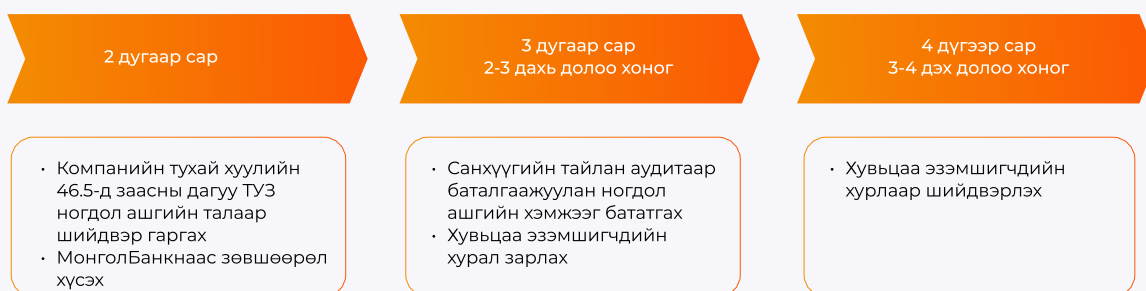 2 дугаар сар
3 дугаар сар
2-3 дахь долоо хоног
4 дүгээр сар
3-4 дэх долоо хоног
· Компанийн тухай хуулийн
46.5-д заасны дагуу ТУЗ
ногдол ашгийн талаар
шийдвэр гаргах
· МонголБанкнаас зөвшөөрөл
хүсэх
· Санхүүгийн тайлан аудитаар
баталгаажуулан ногдол
ашгийн хэмжээг бататгах
· Хувьцаа эзэмшигчдийн
хурал зарлах
· Хувьцаа эзэмшигчдийн
хурлаар шийдвэрлэх